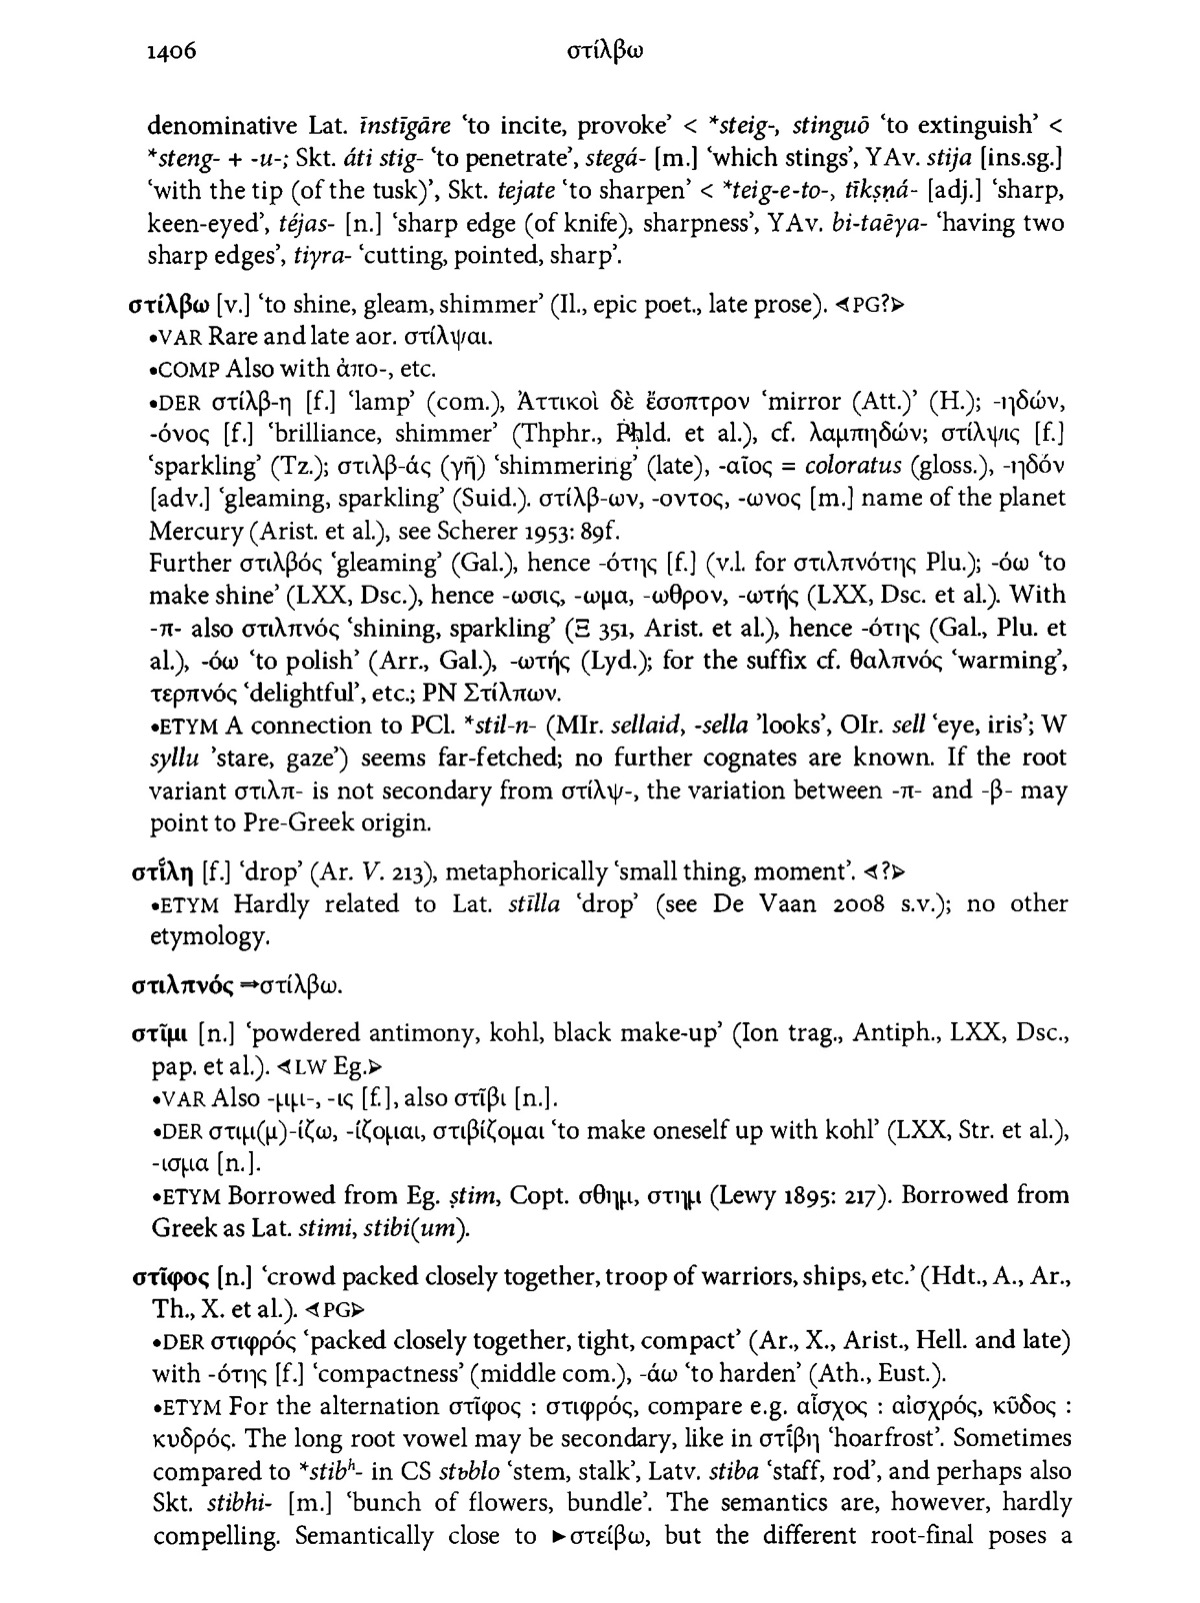 1406 στίλβω
denominative Lat. īnstīgāre ‘to incite, provoke’ < *steig-, stinguō ‘to extinguish’ <
*steng- + -u-; Skt. áti stig- ‘to penetrate’, stegá- [m.] ‘which stings’, YAv. stija [ins.sg.]
‘with the tip (of the tusk)’, Skt. tejate ‘to sharpen’ < *teig-e-to-, tīkṣṇá- [adj.] ‘sharp,
keen-eyed’, téjas- [n.] ‘sharp edge (of knife), sharpness’, YAv. bi-taēγa- ‘having two
sharp edges’, tiγra- ‘cutting, pointed, sharp’.
στίλβω [v.] ‘to shine, gleam, shimmer’ (Il., epic poet., late prose). ⪡PG?⪢
•VAR Rare and late aor. στίλψαι.
•COMP Also with ἀπο-, etc.
•DER στίλβ-η [f.] ‘lamp’ (com.), Ἀττικοὶ δὲ ἔσοπτρον ‘mirror (Att.)’ (H.); -ηδών,
-όνος [f.] ‘brilliance, shimmer’ (Thphr., Phld. et al.), cf. λαμπηδών; στίλψις [f.]
‘sparkling’ (Tz.); στιλβ-άς (γῆ) ‘shimmering’ (late), -αῖος = coloratus (gloss.), -ηδόν
[adv.] ‘gleaming, sparkling’ (Suid.). στίλβ-ων, -οντος, -ωνος [m.] name of the planet
Mercury (Arist. et al.), see Scherer 1953: 89f.
Further στιλβός ‘gleaming’ (Gal.), hence -ότης [f.] (v.l. for στιλπνότης Plu.); -όω ‘to
make shine’ (LXX, Dsc.), hence -ωσις, -ωμα, -ωθρον, -ωτής (LXX, Dsc. et al.). With
-π- also στιλπνός ‘shining, sparkling’ (Ξ 351, Arist. et al.), hence -ότης (Gal., Plu. et
al.), -όω ‘to polish’ (Arr., Gal.), -ωτής (Lyd.); for the suffix cf. θαλπνός ‘warming’,
τερπνός ‘delightful’, etc.; PN Στίλπων.
•ETYM A connection to PCl. *stil-n- (MIr. sellaid, -sella ’looks’, OIr. sell ‘eye, iris’; W
syllu ’stare, gaze’) seems far-fetched; no further cognates are known. If the root
variant στιλπ- is not secondary from στίλψ-, the variation between -π- and -β- may
point to Pre-Greek origin.
στί̄λη [f.] ‘drop’ (Ar. V. 213), metaphorically ‘small thing, moment’. ⪡?⪢
•ETYM Hardly related to Lat. stīlla ‘drop’ (see De Vaan 2008 s.v.); no other
etymology.
στιλπνός ⇒στίλβω.
στῖμι [n.] ‘powdered antimony, kohl, black make-up’ (Ion trag., Antiph., LXX, Dsc.,
pap. et al.). ⪡LW Eg.⪢
•VAR Also -μμι-, -ις [f.], also στῖβι [n.].
•DER στιμι(μ)-ίζω, -ίζομαι, στιβίζομαι ‘to make oneself up with kohl’ (LXX, Str. et al.),
-ισμα [n.].
•ETYM Borrowed from Eg. ṣtim, Copt. σθημ, στημ (Lewy 1895: 217). Borrowed from
Greek as Lat. stimi, stibi(um).
στῖφος [n.] ‘crowd packed closely together, troop of warriors, ships, etc.’ (Hdt., A., Ar.,
Th., X. et al.). ⪡PG⪢
•DER στιφρός ‘packed closely together, tight, compact’ (Ar., X., Arist., Hell. and late)
with -ότης [f.] ‘compactness’ (middle com.), -άω ‘to harden’ (Ath., Eust.).
•ETYM For the alternation στῖφος : στιφρός, compare e.g. αἶσχος : αἰσχρός, κῦδος :
κυδρός. The long root vowel may be secondary, like in στί̄βη ‘hoarfrost’. Sometimes
compared to *stibʰ- in CS stьblo ‘stem, stalk’, Latv. stiba ‘staff, rod’, and perhaps also
Skt. stibhi- [m.] ‘bunch of flowers, bundle’. The semantics are, however, hardly
compelling. Semantically close to ►στείβω, but the different root-final poses a